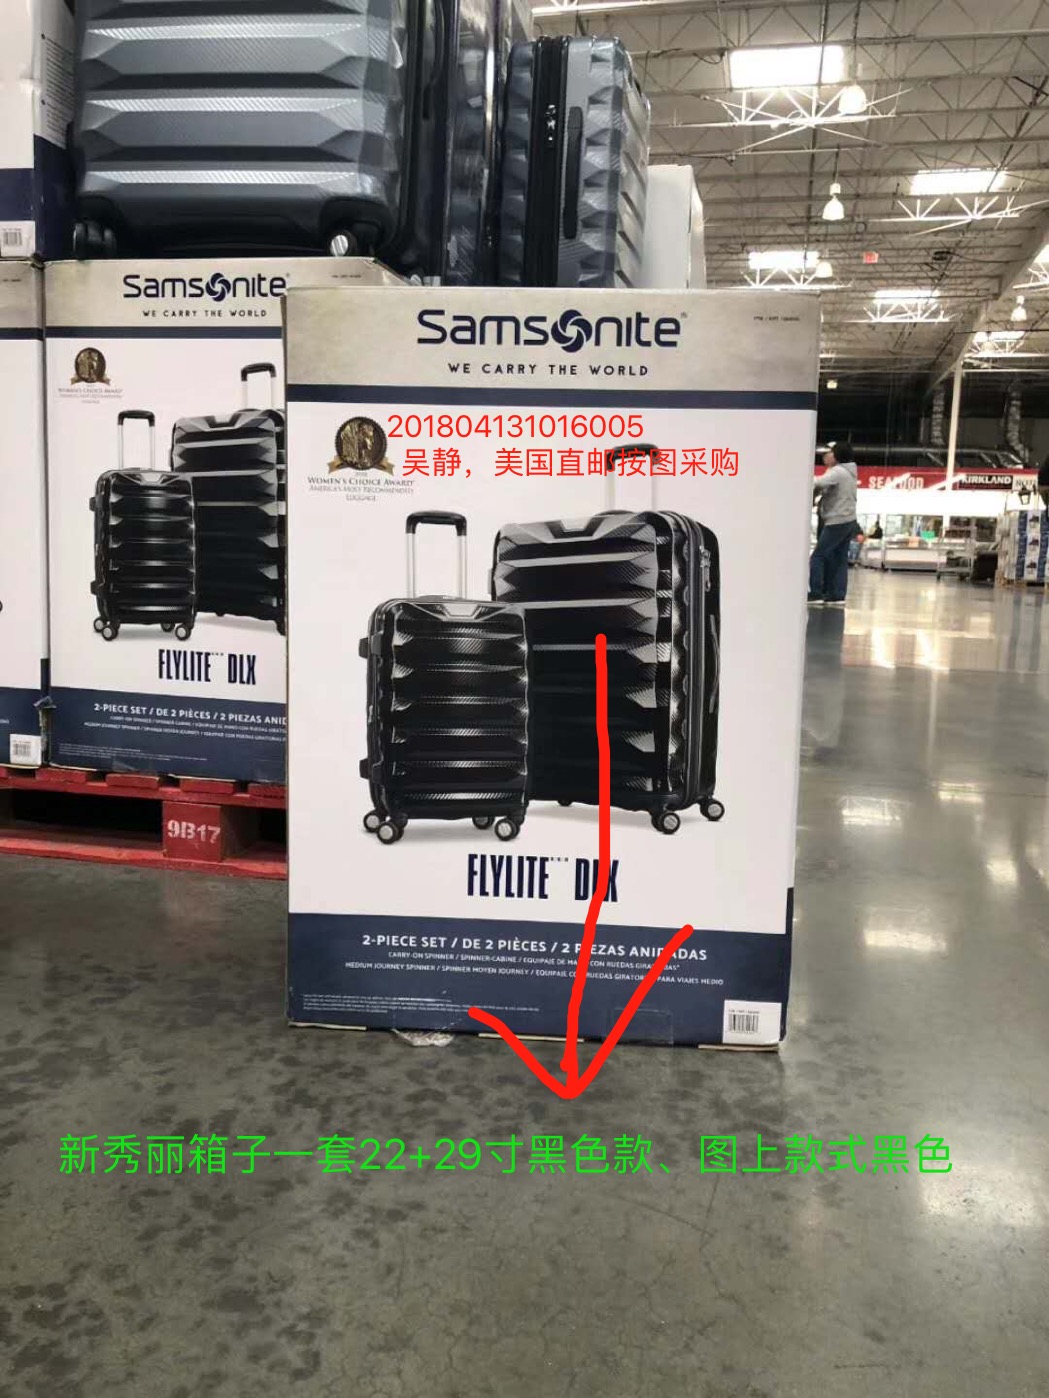 Samsonite
WE CARRY THE WORLD
Samsonite
WE CARRY THE WORLD
201804131016005
吴静，美国直邮按图采购
WOMEN'S CHOICE AWARD
AMERICA'S MOST RECOMMENDED
LUGGAGE
WOMEN'S CHOICE AWARD
AMERICA'S MOST RECOMMENDED
LUGGAGE
SEAFOOD
KIRKLAND
FLYLITE DLX
2-PIECE SET / DE 2 PIÈCES / 2 PIEZAS ANID
9B17
FLYLITE DLX
2-PIECE SET / DE 2 PIÈCES / 2 PIEZAS ANIDADAS
CARRY-ON SPINNER / SPINNER-CABINE / EQUIPAJE DE MANO CON RUEDAS GIRATORIAS*
MEDIUM JOURNEY SPINNER / SPINNER MOYEN JOURNEY / EQUIPAJE CON RUEDAS GIRATORIAS PARA VIAJES MEDIO
新秀丽箱子一套22+29寸黑色款、图上款式黑色